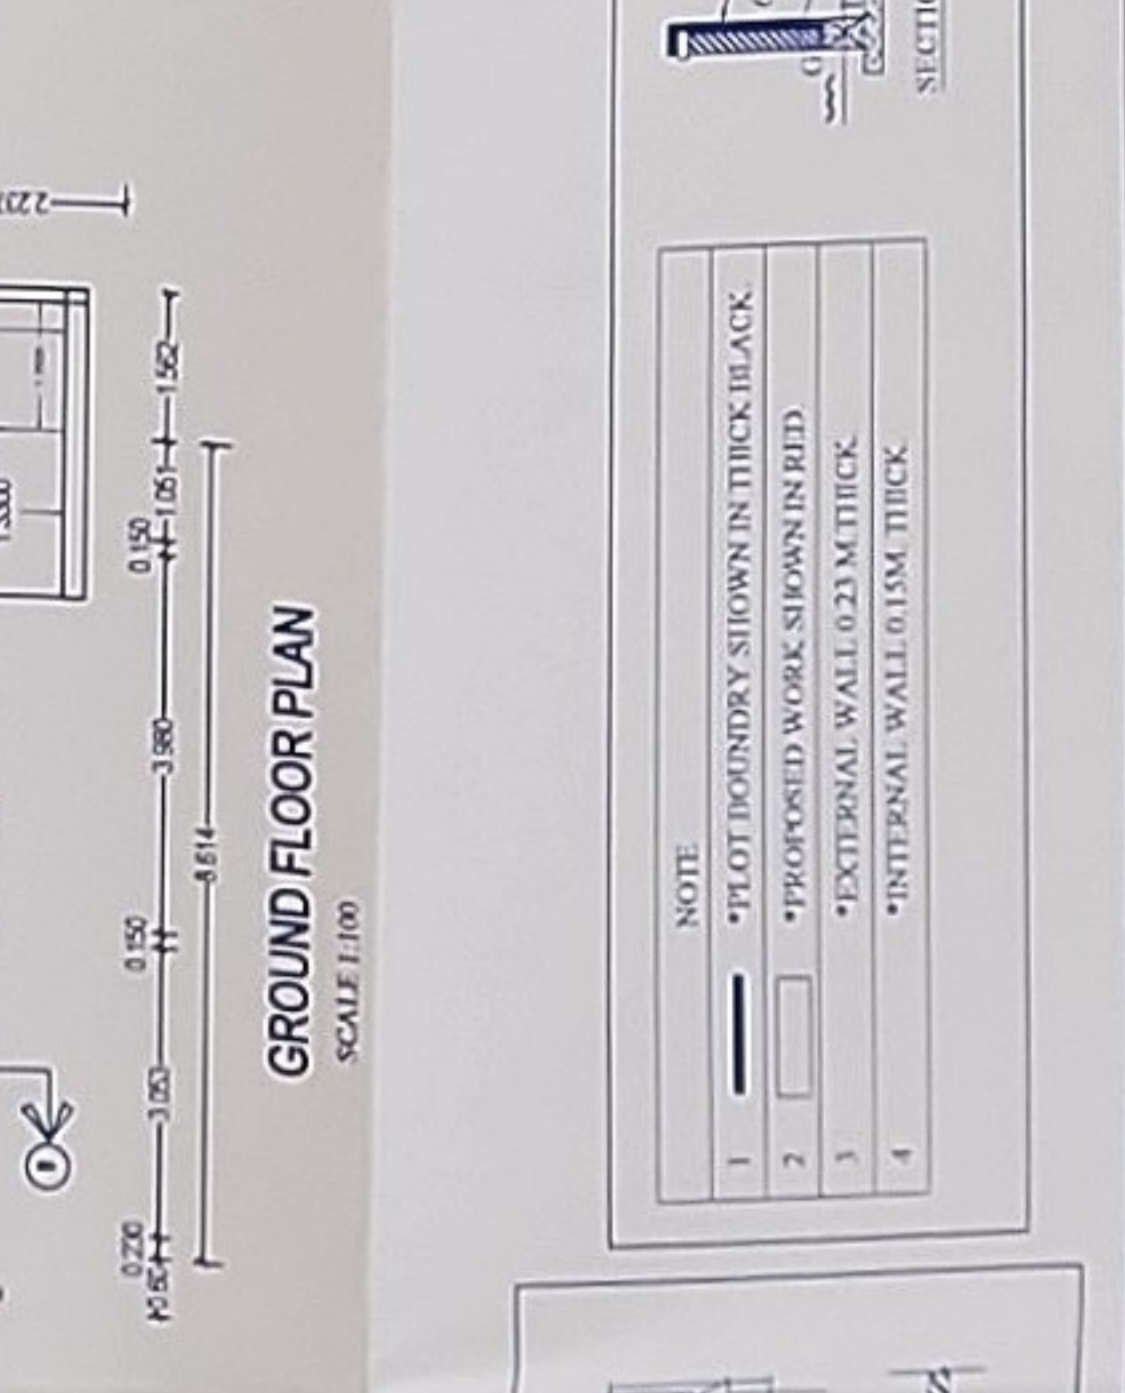 0.150
1.562
1.051
3.980
0.150
3.053
0.230
8.614
GROUND FLOOR PLAN
SCALE 1:100
NOTE
1 *PLOT BOUNDRY SHOWN IN THICK BLACK.
2 *PROPOSED WORK SHOWN IN RED
3 *EXTERNAL WALL 0.23 M.THICK.
4 *INTERNAL WALL 0.15M. THICK